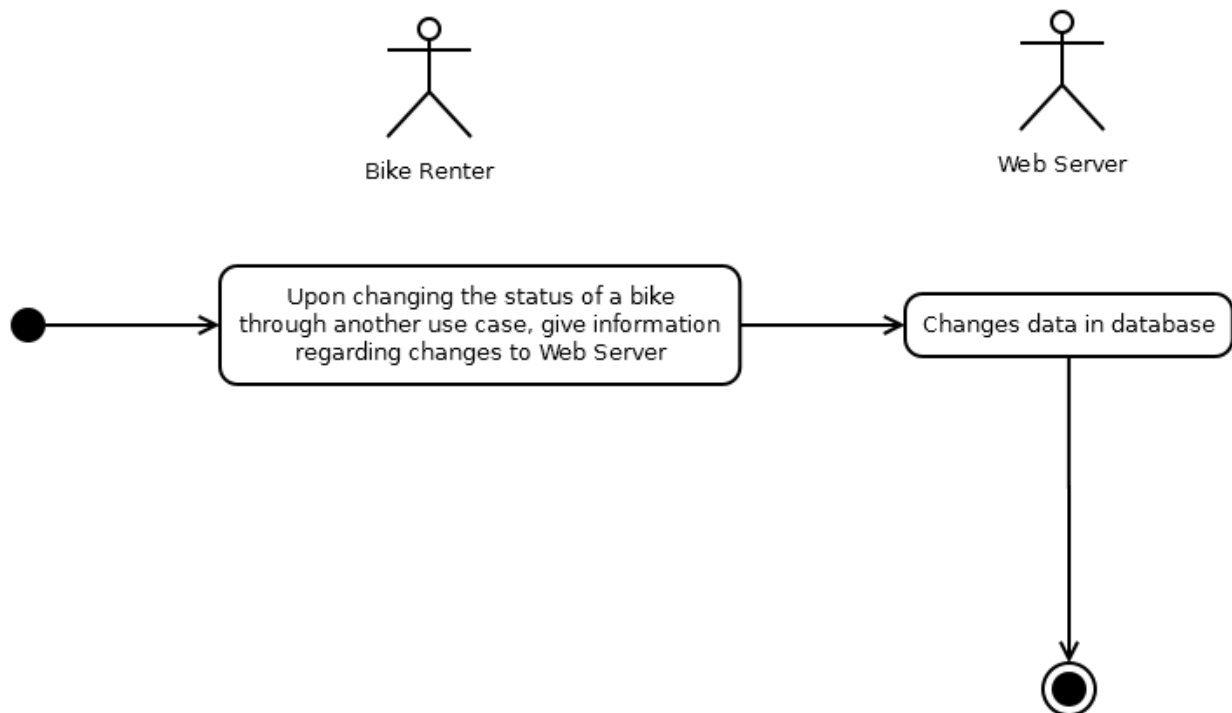 Bike Renter
Web Server
Upon changing the status of a bike
through another use case, give information
regarding changes to Web Server
Changes data in database